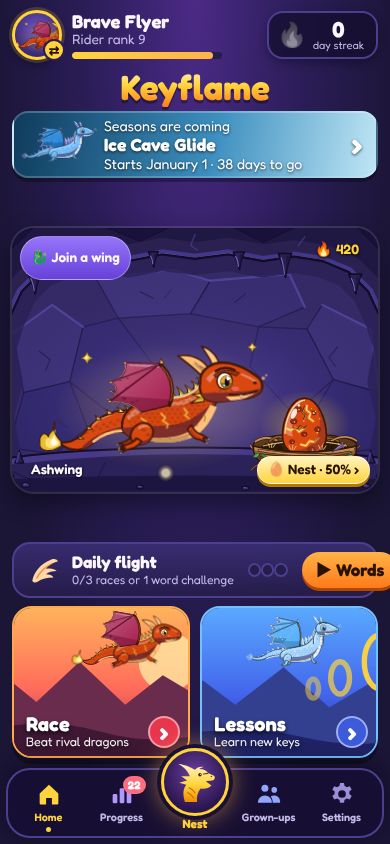 Brave Flyer
Rider rank 9
0
day streak
Keyflame
Seasons are coming
Ice Cave Glide
Starts January 1 · 38 days to go
Join a wing
420
Ashwing
Nest · 50% ›
Daily flight
0/3 races or 1 word challenge
Words
Race
Beat rival dragons
Lessons
Learn new keys
22
Home
Progress
Nest
Grown-ups
Settings